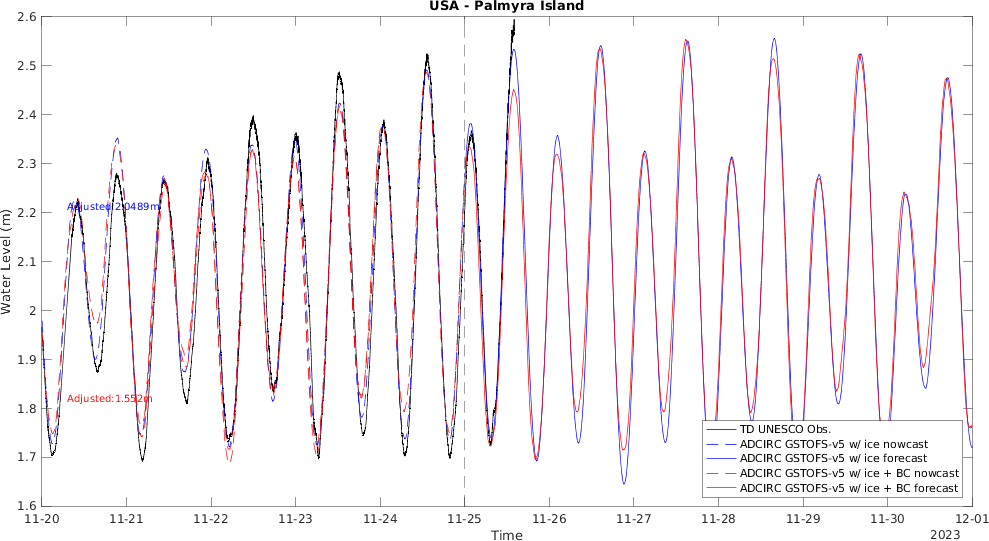 USA - Palmyra Island
2.6
2.5
2.4
2.3
2.2
2.1
2
1.9
1.8
1.7
1.6
Water Level (m)
Adjusted:2.0489m
Adjusted:1.552m
TD UNESCO Obs.
ADCIRC GSTOFS-v5 w/ ice nowcast
ADCIRC GSTOFS-v5 w/ ice forecast
ADCIRC GSTOFS-v5 w/ ice + BC nowcast
ADCIRC GSTOFS-v5 w/ ice + BC forecast
11-20 11-21 11-22 11-23 11-24 11-25 11-26 11-27 11-28 11-29 11-30 12-01
Time
2023